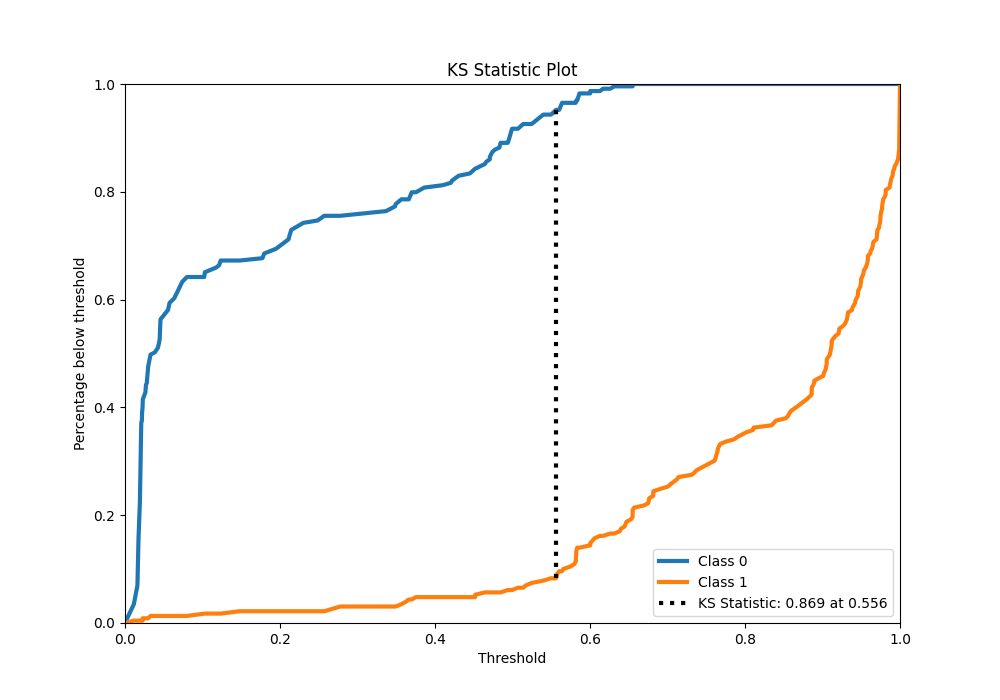 KS Statistic Plot
1.0
0.8
0.6
0.4
0.2
0.0
Percentage below threshold
0.0 0.2 0.4 0.6 0.8 1.0
Threshold
Class 0
Class 1
KS Statistic: 0.869 at 0.556